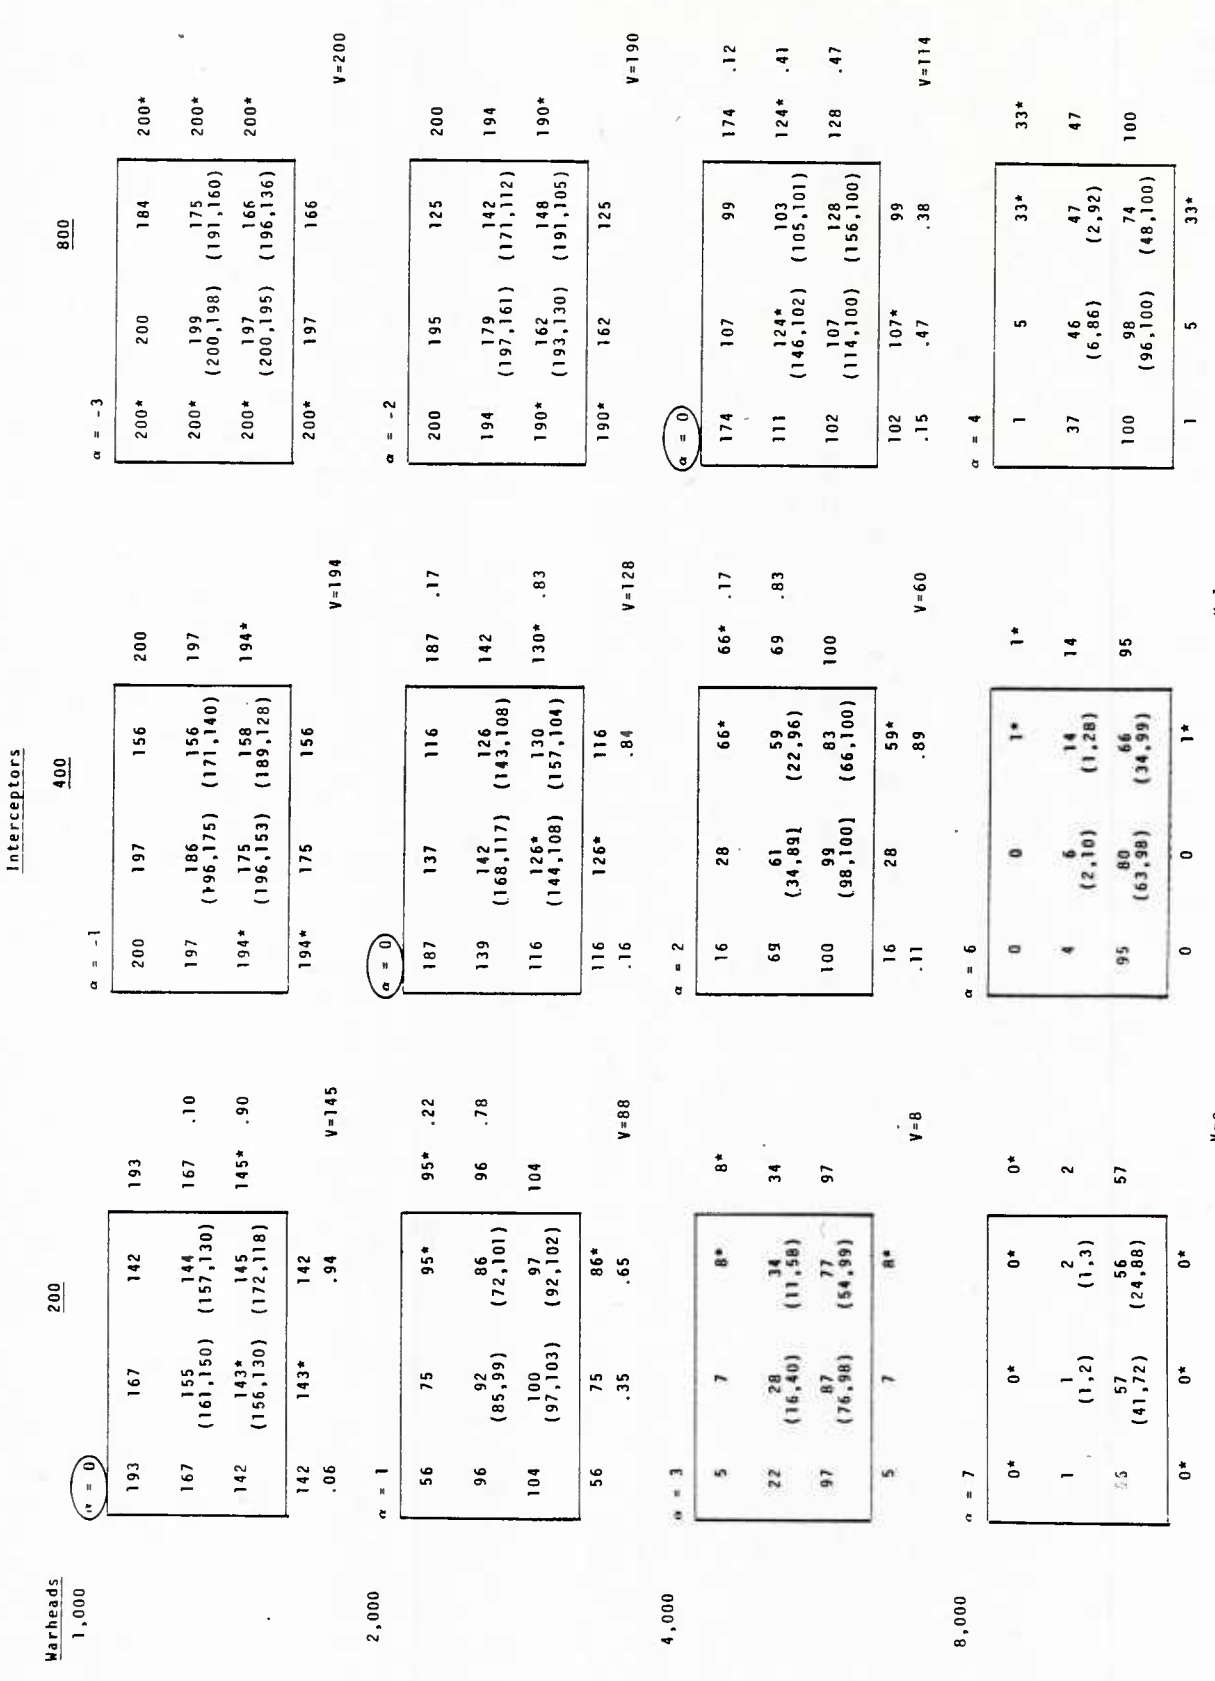 Interceptors
Warheads 200 400 800
1,000 α = 0 α = -1 α = -3
193 167 142 193 200 197 156 200 200* 200 184 200*
167 155 144 167 .10 197 186 156 197 200* 199 175 200*
(161,150) (157,130) (196,175) (171,140) (200,198) (191,160)
142 143* 145 145* .90 194* 175 158 194* 200* 197 166 200*
(156,130) (172,118) (196,153) (189,128) (200,195) (196,136)
142 143* 142 194* 175 156 200* 197 166
.06 .94 V=145 V=194 V=200
2,000 α = 1 α = 0 α = -2
56 75 95* 95* .22 187 137 116 187 .17 200 195 125 200
96 92 86 96 .78 139 142 126 142 194 179 142 194
(85,99) (72,101) (168,117) (143,108) (197,161) (171,112)
104 100 97 104 116 126* 130 130* .83 190* 162 148 190*
(97,103) (92,102) (144,108) (157,104) (193,130) (191,105)
56 75 86* 116 126* 116 190* 162 125
.35 .65 V=88 .16 .84 V=128 V=190
4,000 α = 3 α = 2 α = 0
5 7 8* 8* 16 28 66* 66* .17 174 107 99 174 .12
22 28 34 34 69 61 59 69 .83 111 124* 103 124* .41
(16,40) (11,58) (34,89) (22,96) (146,102) (105,101)
97 87 77 97 100 99 83 100 102 107 128 128 .47
(76,98) (54,99) (98,100) (66,100) (114,100) (156,100)
5 7 8* 16 28 59* 102 107* 99
V=8 .11 .89 V=60 .15 .47 .38 V=114
8,000 α = 7 α = 6 α = 4
0* 0* 0* 0* 0 0 1* 1* 1 5 33* 33*
1 1 2 2 4 6 14 14 37 46 47 47
(1,2) (1,3) (2,10) (1,28) (6,86) (2,92)
57 56 57 95 80 66 95 100 98 74 100
(41,72) (24,88) (63,98) (34,99) (96,100) (48,100)
0* 0* 0* 0 0 1* 1 5 33*